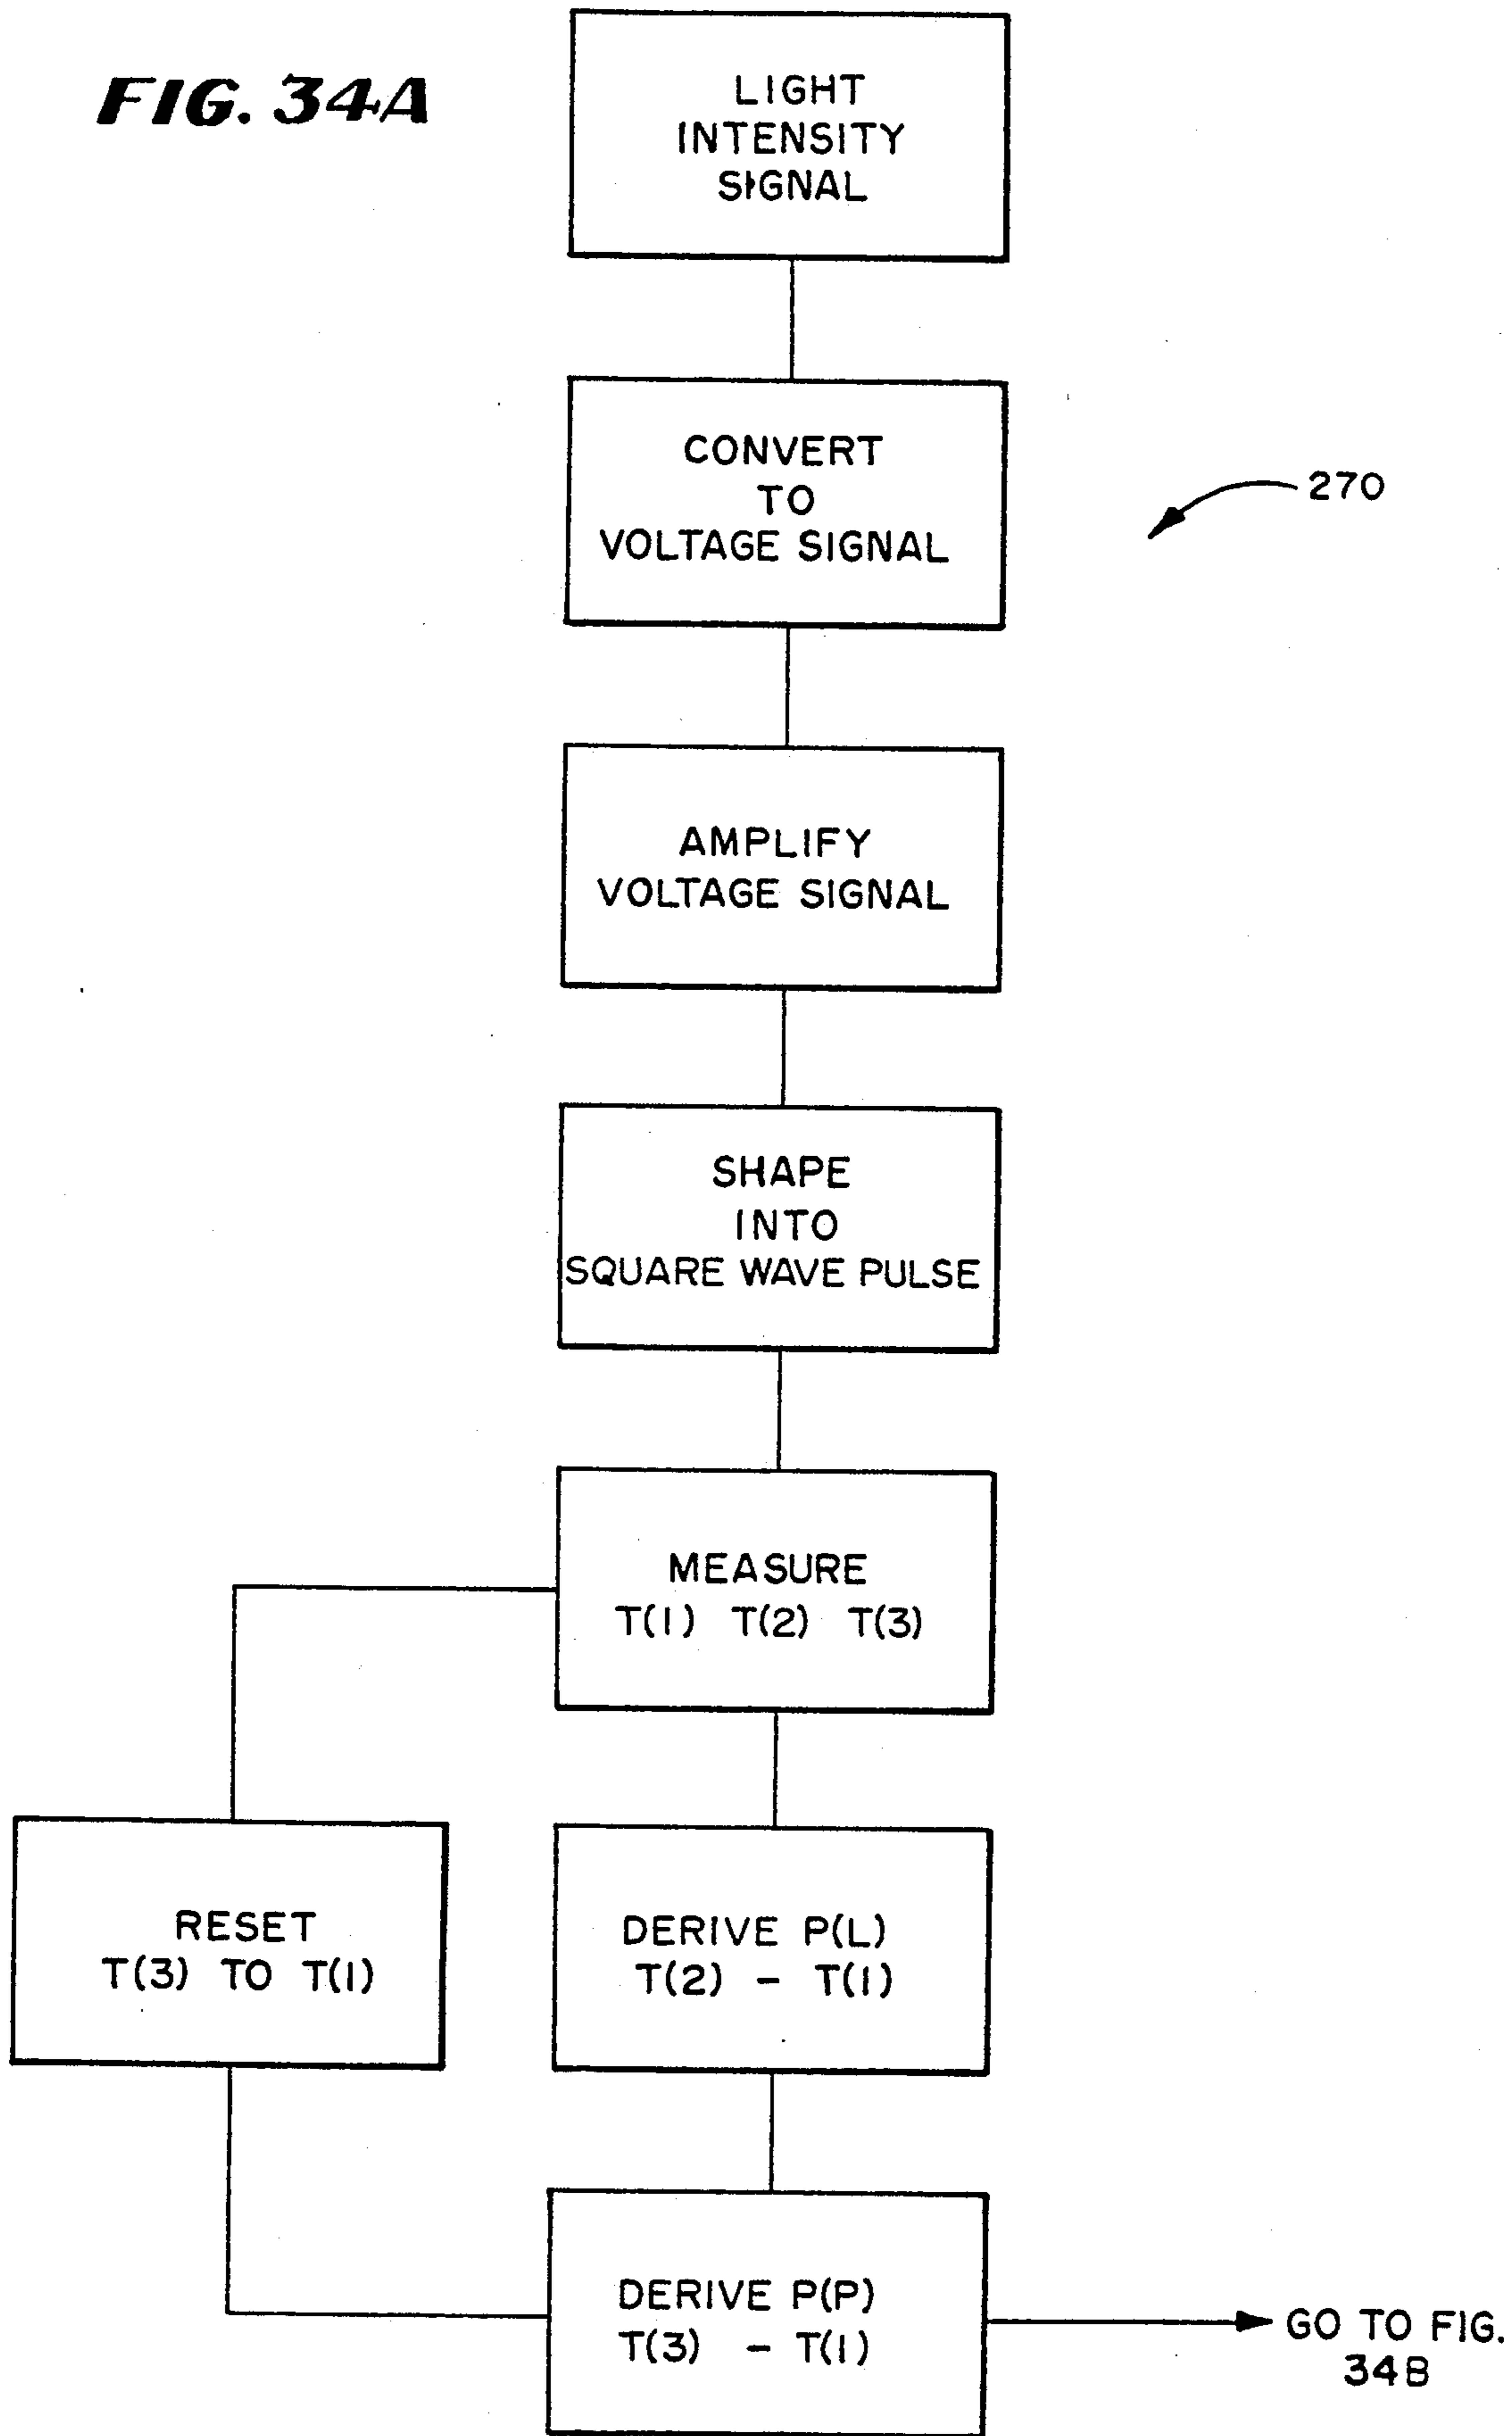 FIG. 34A
LIGHT
INTENSITY
SIGNAL
CONVERT
TO
VOLTAGE SIGNAL
270
AMPLIFY
VOLTAGE SIGNAL
SHAPE
INTO
SQUARE WAVE PULSE
MEASURE
T(1) T(2) T(3)
RESET
T(3) TO T(1)
DERIVE P(L)
T(2) - T(1)
DERIVE P(P)
T(3) - T(1)
GO TO FIG.
34B